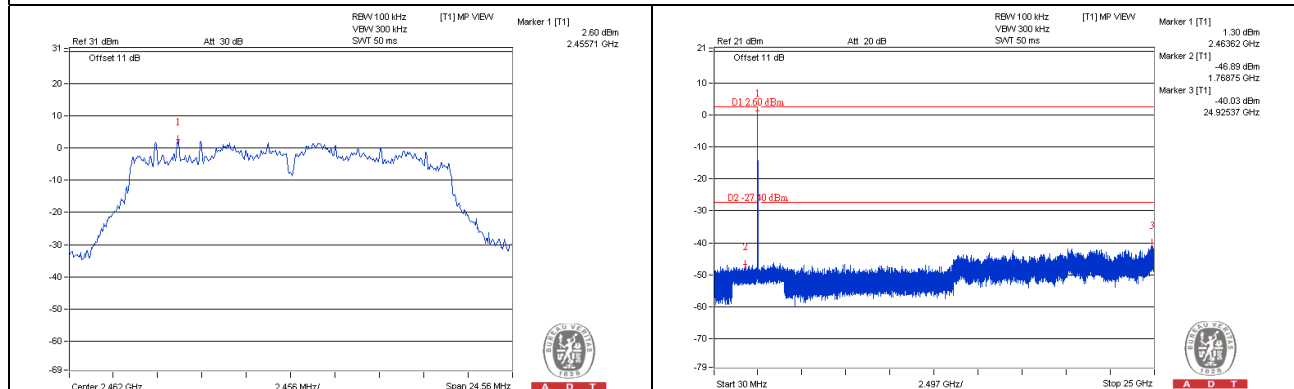 RBW 100 kHz [T1] MP VIEW
VBW 300 kHz
Ref 31 dBm Att 30 dB SWT 50 ms
Marker 1 [T1]
2.60 dBm
2.45571 GHz
Offset 11 dB
31
20
10
0
-10
-20
-30
-40
-50
-60
-69
1
Center 2.462 GHz 2.456 MHz/ Span 24.56 MHz
BUREAU VERITAS
1828
A D T
RBW 100 kHz [T1] MP VIEW
VBW 300 kHz
Ref 21 dBm Att 20 dB SWT 50 ms
Marker 1 [T1]
1.30 dBm
2.46362 GHz
Marker 2 [T1]
-46.89 dBm
1.76875 GHz
Marker 3 [T1]
-40.03 dBm
24.92537 GHz
Offset 11 dB
21
10
0
-10
-20
-30
-40
-50
-60
-70
-79
1
D1 2.60 dBm
D2 -27.40 dBm
2
3
Start 30 MHz 2.497 GHz/ Stop 25 GHz
BUREAU VERITAS
1828
A D T